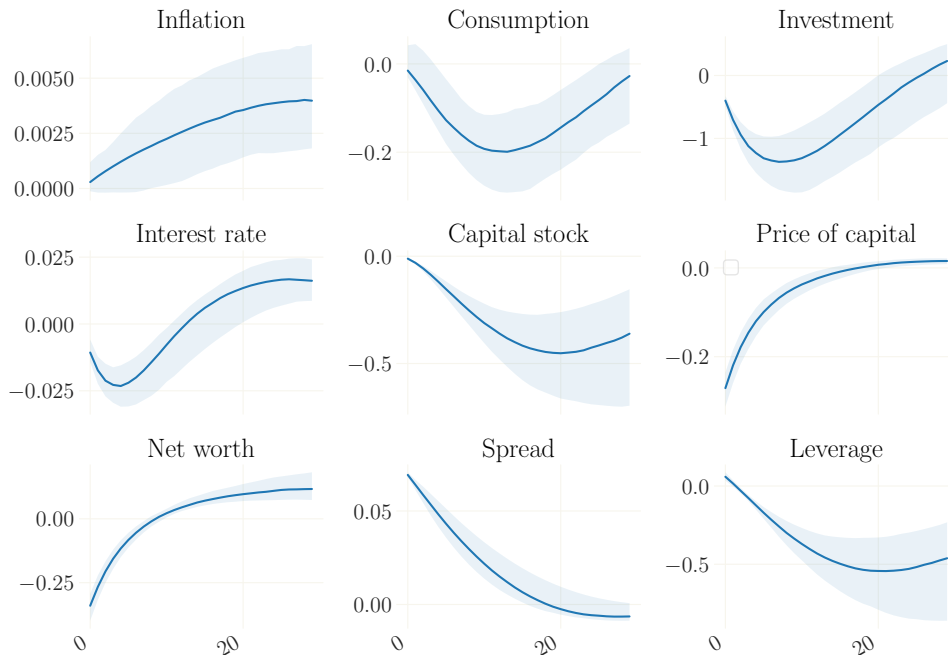 Inflation Consumption Investment
0.0050 0.0 0
0.0025 −0.2 −1
0.0000
Interest rate Capital stock Price of capital
0.025 0.0 0.0
0.000 −0.5 −0.2
−0.025
Net worth Spread Leverage
0.00 0.05 0.0
−0.25 0.00 −0.5
0 20 0 20 0 20